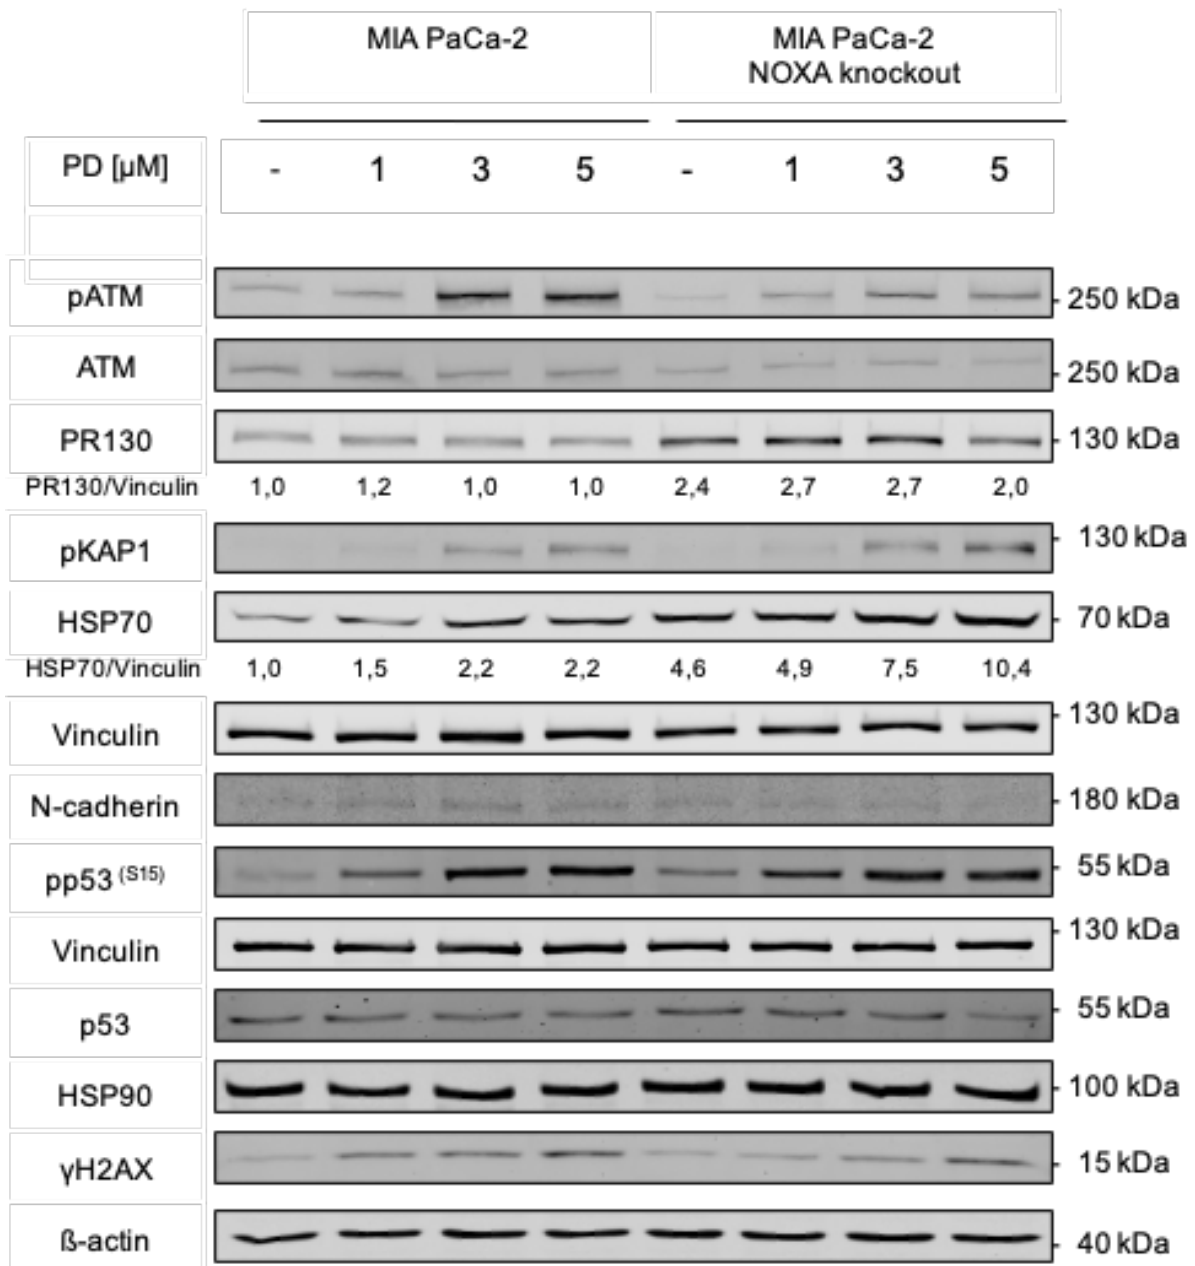 MIA PaCa-2
MIA PaCa-2
NOXA knockout
PD [µM] - 1 3 5 - 1 3 5
pATM 250 kDa
ATM 250 kDa
PR130 130 kDa
PR130/Vinculin 1,0 1,2 1,0 1,0 2,4 2,7 2,7 2,0
pKAP1 130 kDa
HSP70 70 kDa
HSP70/Vinculin 1,0 1,5 2,2 2,2 4,6 4,9 7,5 10,4
Vinculin 130 kDa
N-cadherin 180 kDa
pp53 (S15) 55 kDa
Vinculin 130 kDa
p53 55 kDa
HSP90 100 kDa
γH2AX 15 kDa
ß-actin 40 kDa